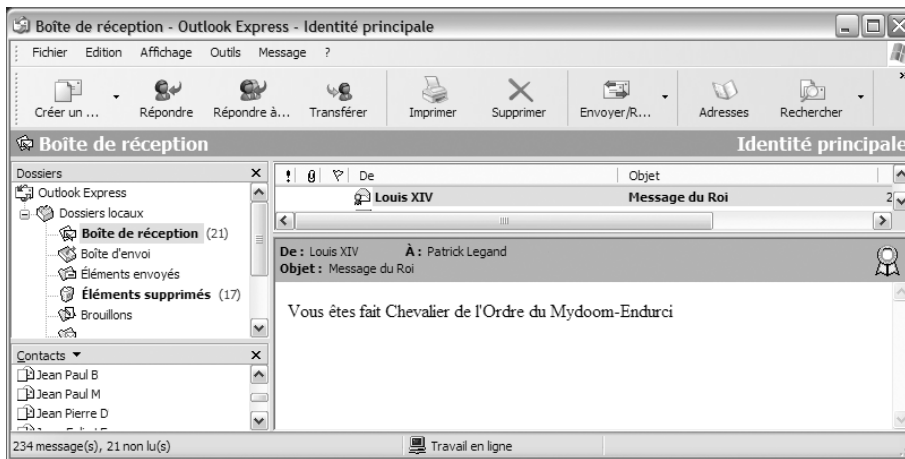 Boîte de réception - Outlook Express - Identité principale
Fichier Edition Affichage Outils Message ?
Créer un ... Répondre Répondre à... Transférer Imprimer Supprimer Envoyer/R... Adresses Rechercher
Boîte de réception Identité principale
Dossiers
Outlook Express
Dossiers locaux
Boîte de réception (21)
Boîte d'envoi
Éléments envoyés
Éléments supprimés (17)
Brouillons
Contacts
Jean Paul B
Jean Paul M
Jean Pierre D
De Objet
Louis XIV Message du Roi 2
De : Louis XIV À : Patrick Legand
Objet : Message du Roi
Vous êtes fait Chevalier de l'Ordre du Mydoom-Endurci
234 message(s), 21 non lu(s) Travail en ligne